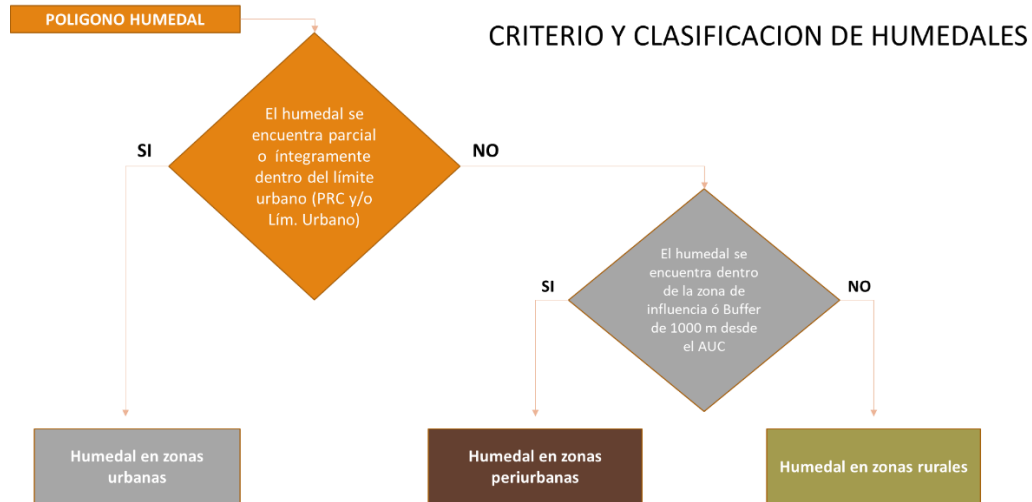 POLIGONO HUMEDAL
CRITERIO Y CLASIFICACION DE HUMEDALES
El humedal se
encuentra parcial
o íntegramente
dentro del límite
urbano (PRC y/o
Lím. Urbano)
SI
NO
El humedal se
encuentra dentro
de la zona de
influencia ó Buffer
de 1000 m desde
el AUC
SI
NO
Humedal en zonas
urbanas
Humedal en zonas
periurbanas
Humedal en zonas rurales